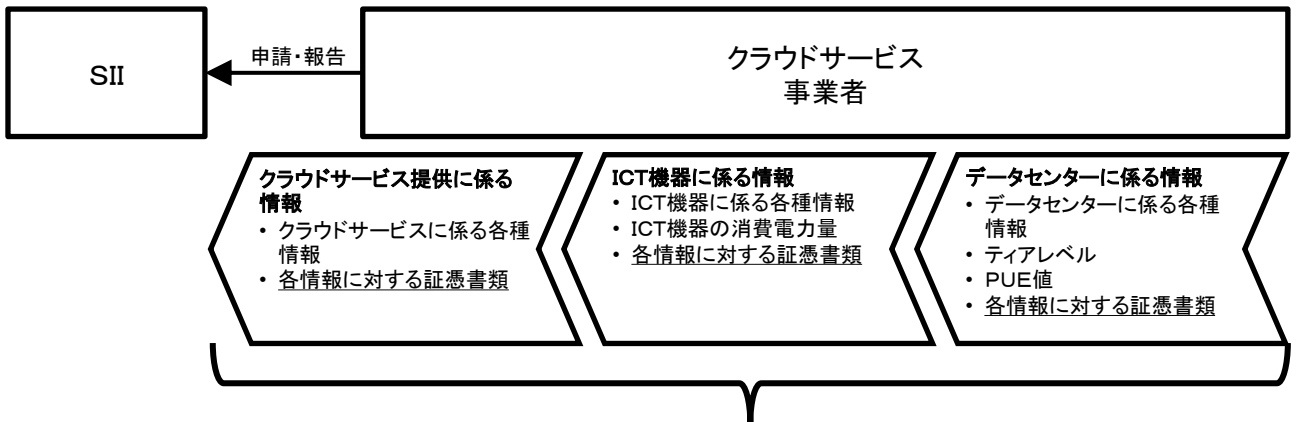 SII
申請・報告
クラウドサービス
事業者
クラウドサービス提供に係る
情報
・ クラウドサービスに係る各種
情報
・ 各情報に対する証憑書類
ICT機器に係る情報
・ ICT機器に係る各種情報
・ ICT機器の消費電力量
・ 各情報に対する証憑書類
データセンターに係る情報
・ データセンターに係る各種
情報
・ ティアレベル
・ PUE値
・ 各情報に対する証憑書類